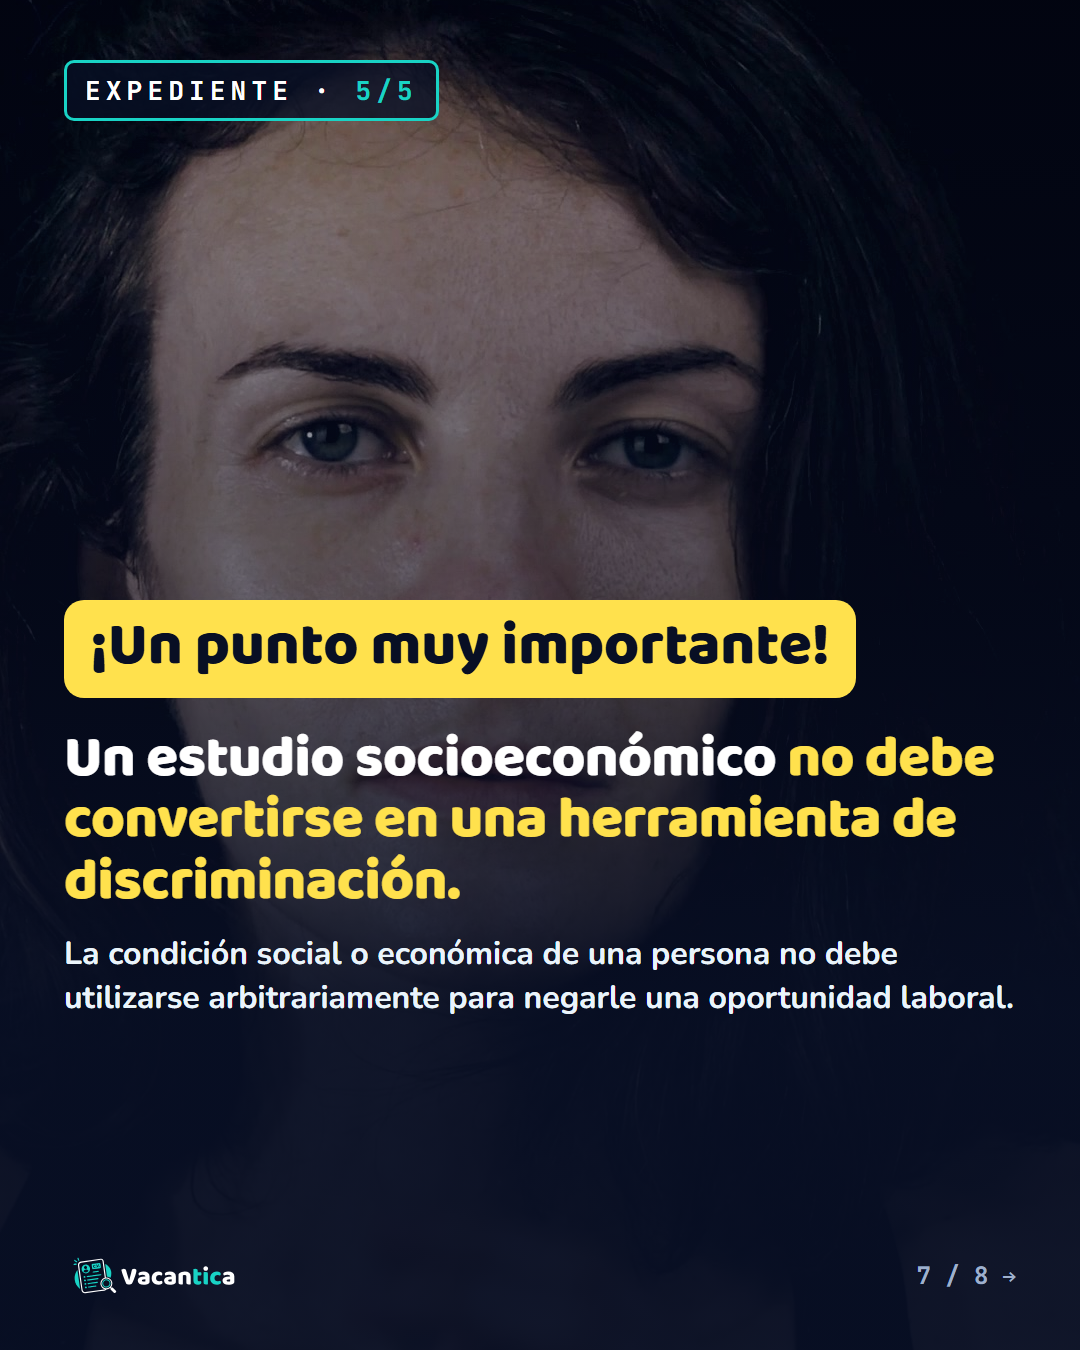 EXPEDIENTE · 5/5
¡Un punto muy importante!
Un estudio socioeconómico no debe
convertirse en una herramienta de
discriminación.
La condición social o económica de una persona no debe
utilizarse arbitrariamente para negarle una oportunidad laboral.
Vacantica
7 / 8 →